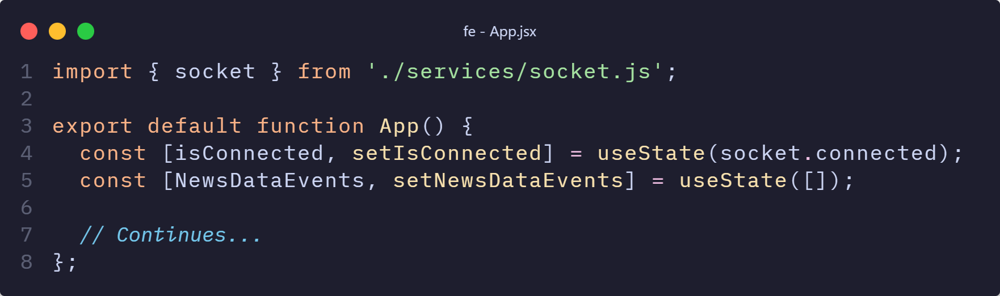 fe - App.jsx
1 import { socket } from './services/socket.js';
2
3 export default function App() {
4   const [isConnected, setIsConnected] = useState(socket.connected);
5   const [NewsDataEvents, setNewsDataEvents] = useState([]);
6
7   // Continues...
8 };